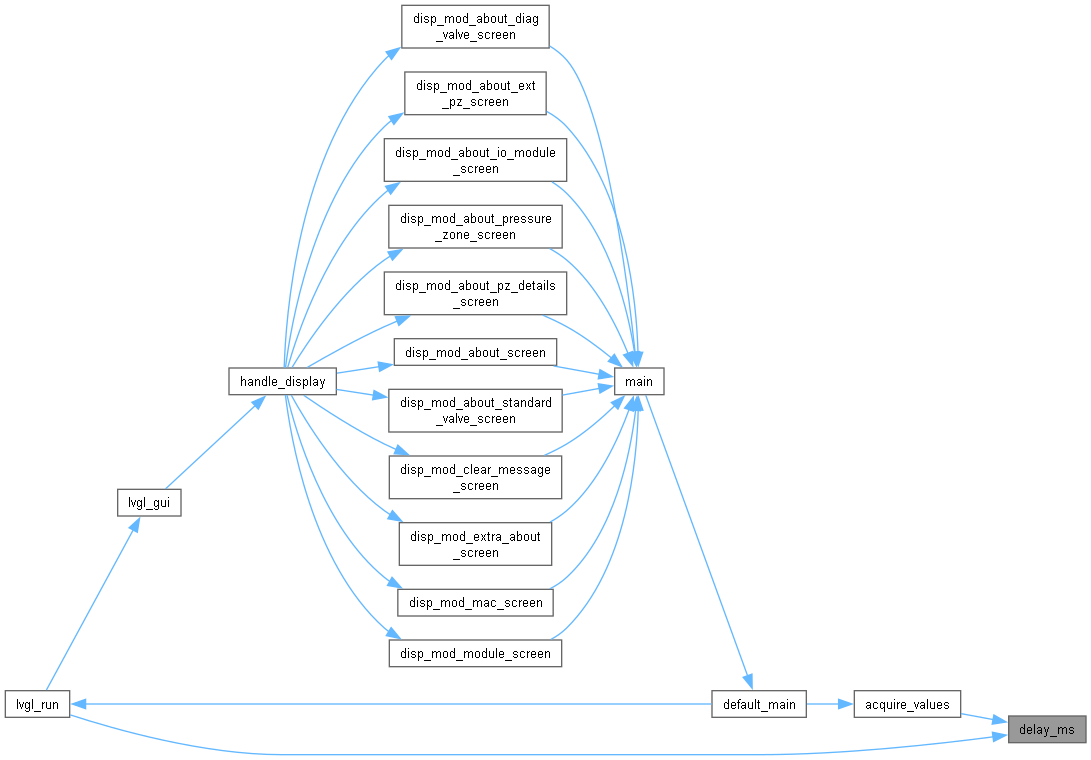 disp_mod_about_diag
_valve_screen
disp_mod_about_ext
_pz_screen
disp_mod_about_io_module
_screen
disp_mod_about_pressure
_zone_screen
disp_mod_about_pz_details
_screen
disp_mod_about_screen
handle_display
main
disp_mod_about_standard
_valve_screen
disp_mod_clear_message
_screen
lvgl_gui
disp_mod_extra_about
_screen
disp_mod_mac_screen
disp_mod_module_screen
lvgl_run
default_main
acquire_values
delay_ms